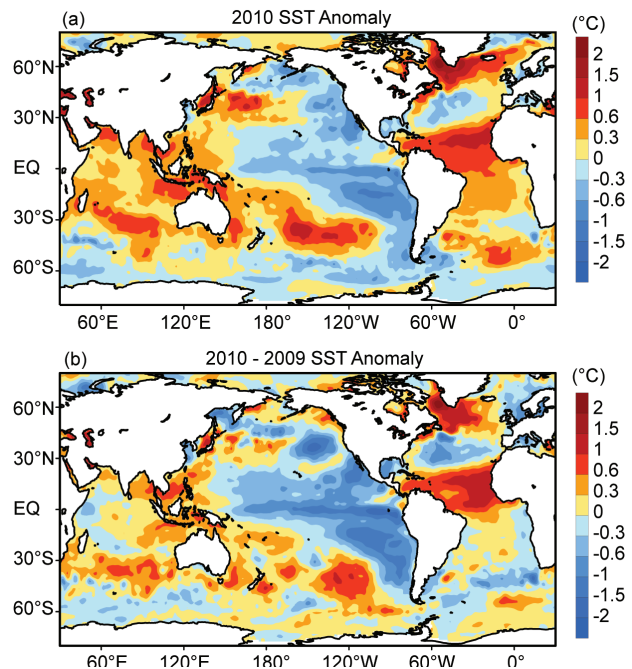 (a) 2010 SST Anomaly (°C)
60°N
30°N
EQ
30°S
60°S
2
1.5
1
0.6
0.3
0
-0.3
-0.6
-1
-1.5
-2
60°E 120°E 180° 120°W 60°W 0°
(b) 2010 - 2009 SST Anomaly (°C)
60°N
30°N
EQ
30°S
60°S
2
1.5
1
0.6
0.3
0
-0.3
-0.6
-1
-1.5
-2
60°E 120°E 180° 120°W 60°W 0°